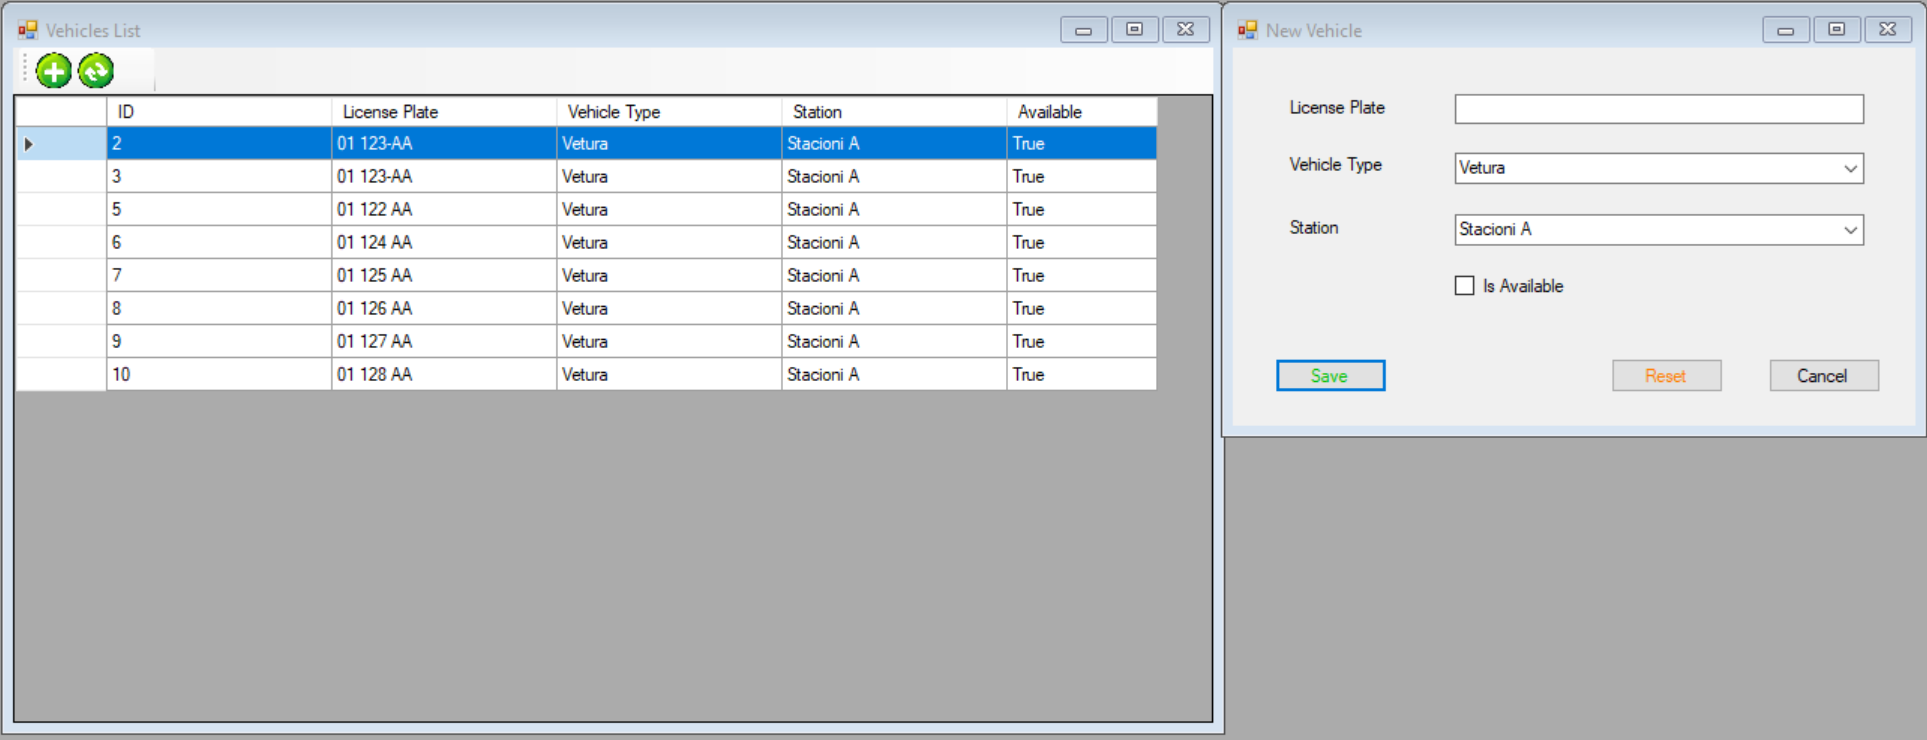 Vehicles List
ID License Plate Vehicle Type Station Available
2 01 123-AA Vetura Stacioni A True
3 01 123-AA Vetura Stacioni A True
5 01 122 AA Vetura Stacioni A True
6 01 124 AA Vetura Stacioni A True
7 01 125 AA Vetura Stacioni A True
8 01 126 AA Vetura Stacioni A True
9 01 127 AA Vetura Stacioni A True
10 01 128 AA Vetura Stacioni A True
New Vehicle
License Plate
Vehicle Type Vetura
Station Stacioni A
Is Available
Save Reset Cancel